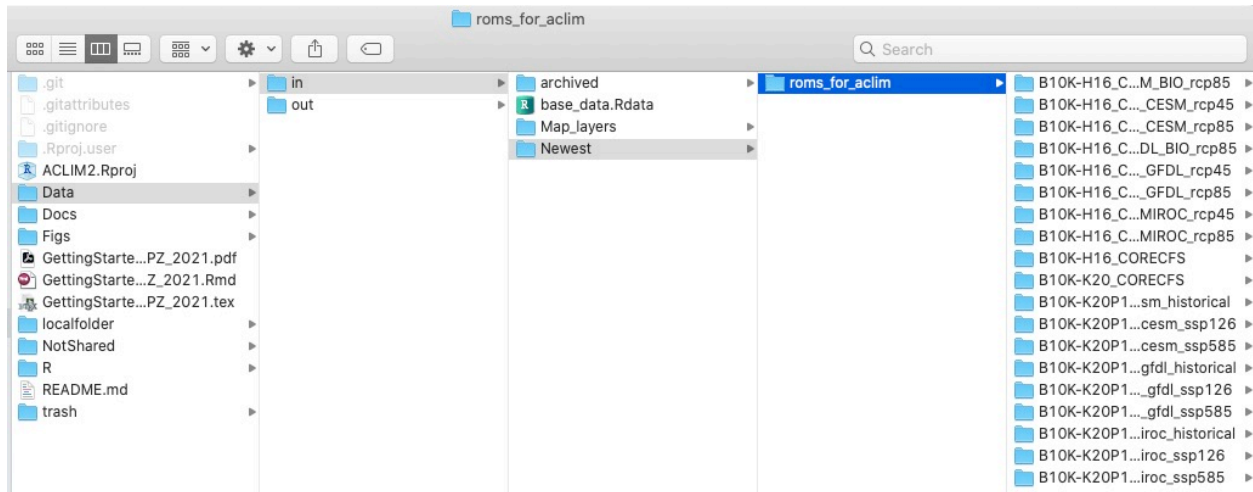 roms_for_aclim
Search
.git
.gitattributes
.gitignore
.Rproj.user
ACLIM2.Rproj
Data
Docs
Figs
GettingStarte...PZ_2021.pdf
GettingStarte...Z_2021.Rmd
GettingStarte...PZ_2021.tex
localfolder
NotShared
R
README.md
trash
in
out
archived
base_data.Rdata
Map_layers
Newest
roms_for_aclim
B10K-H16_C...M_BIO_rcp85
B10K-H16_C..._CESM_rcp45
B10K-H16_C..._CESM_rcp85
B10K-H16_C...DL_BIO_rcp85
B10K-H16_C..._GFDL_rcp45
B10K-H16_C..._GFDL_rcp85
B10K-H16_C...MIROC_rcp45
B10K-H16_C...MIROC_rcp85
B10K-H16_CORECFS
B10K-K20_CORECFS
B10K-K20P1...sm_historical
B10K-K20P1...cesm_ssp126
B10K-K20P1...cesm_ssp585
B10K-K20P1...gfdl_historical
B10K-K20P1..._gfdl_ssp126
B10K-K20P1..._gfdl_ssp585
B10K-K20P1...iroc_historical
B10K-K20P1...iroc_ssp126
B10K-K20P1...iroc_ssp585